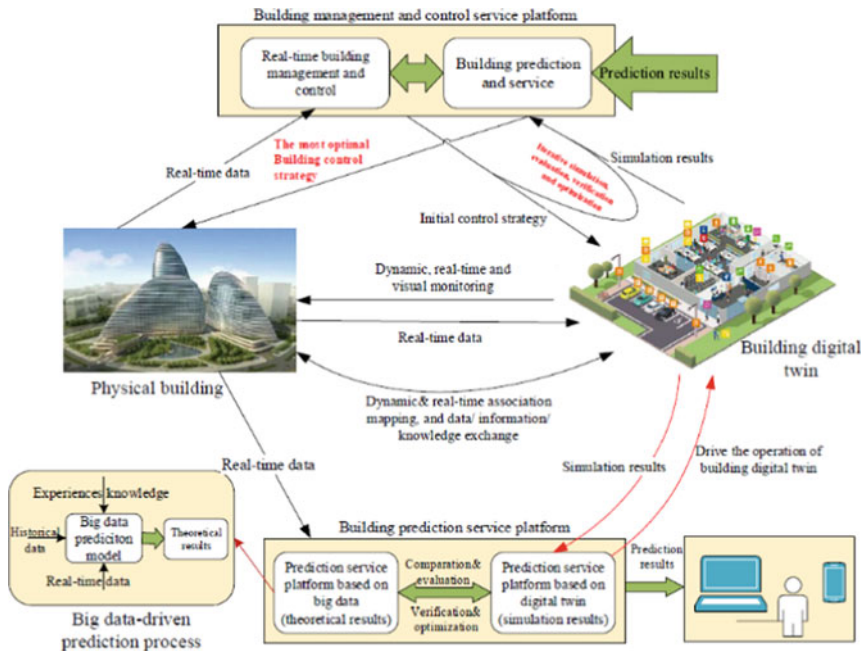 Building management and control service platform
Real-time building
management and
control
Building prediction
and service
Prediction results
Real-time data
The most optimal
Building control
strategy
Iterative simulation,
evaluation, verification
and optimization
Simulation results
Initial control strategy
Dynamic, real-time and
visual monitoring
Real-time data
Physical building
Building digital
twin
Dynamic& real-time association
mapping, and data/ information/
knowledge exchange
Real-time data
Simulation results
Drive the operation of
building digital twin
Experiences knowledge
Historical
data
Big data
prediciton
model
Theoretical
results
Real-time data
Big data-driven
prediction process
Building prediction service platform
Prediction service
platform based on
big data
(theoretical results)
Comparation&
evaluation
Verification&
optimization
Prediction service
platform based on
digital twin
(simulation results)
Prediction
results